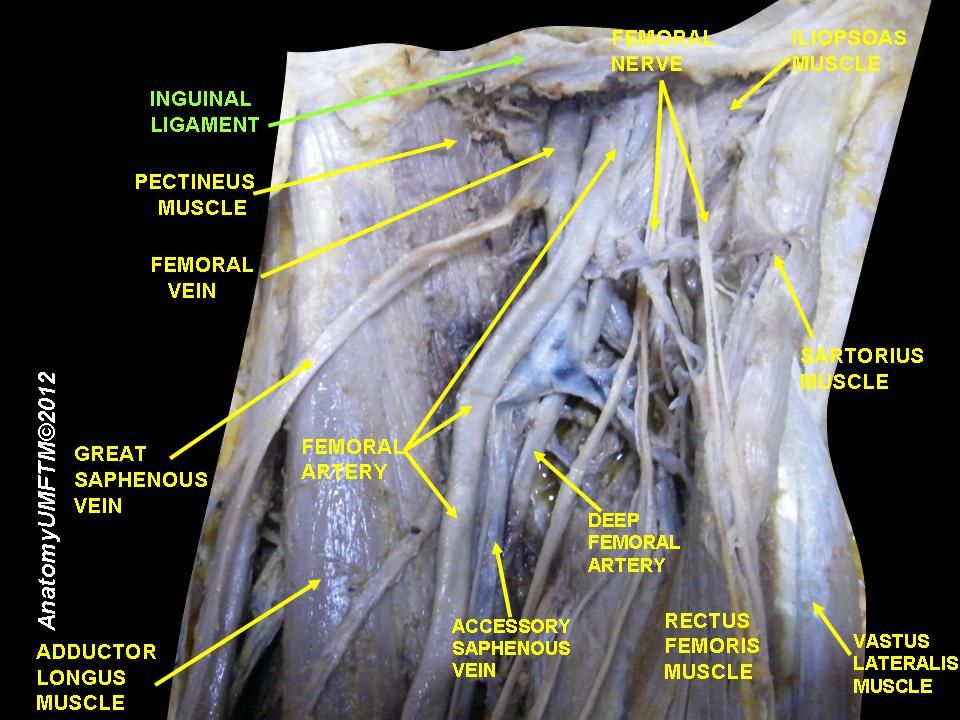 FEMORAL
NERVE
ILIOPSOAS
MUSCLE
INGUINAL
LIGAMENT
PECTINEUS
MUSCLE
FEMORAL
VEIN
SARTORIUS
MUSCLE
GREAT
SAPHENOUS
VEIN
FEMORAL
ARTERY
DEEP
FEMORAL
ARTERY
ADDUCTOR
LONGUS
MUSCLE
ACCESSORY
SAPHENOUS
VEIN
RECTUS
FEMORIS
MUSCLE
VASTUS
LATERALIS
MUSCLE
AnatomyUMFTM©2012